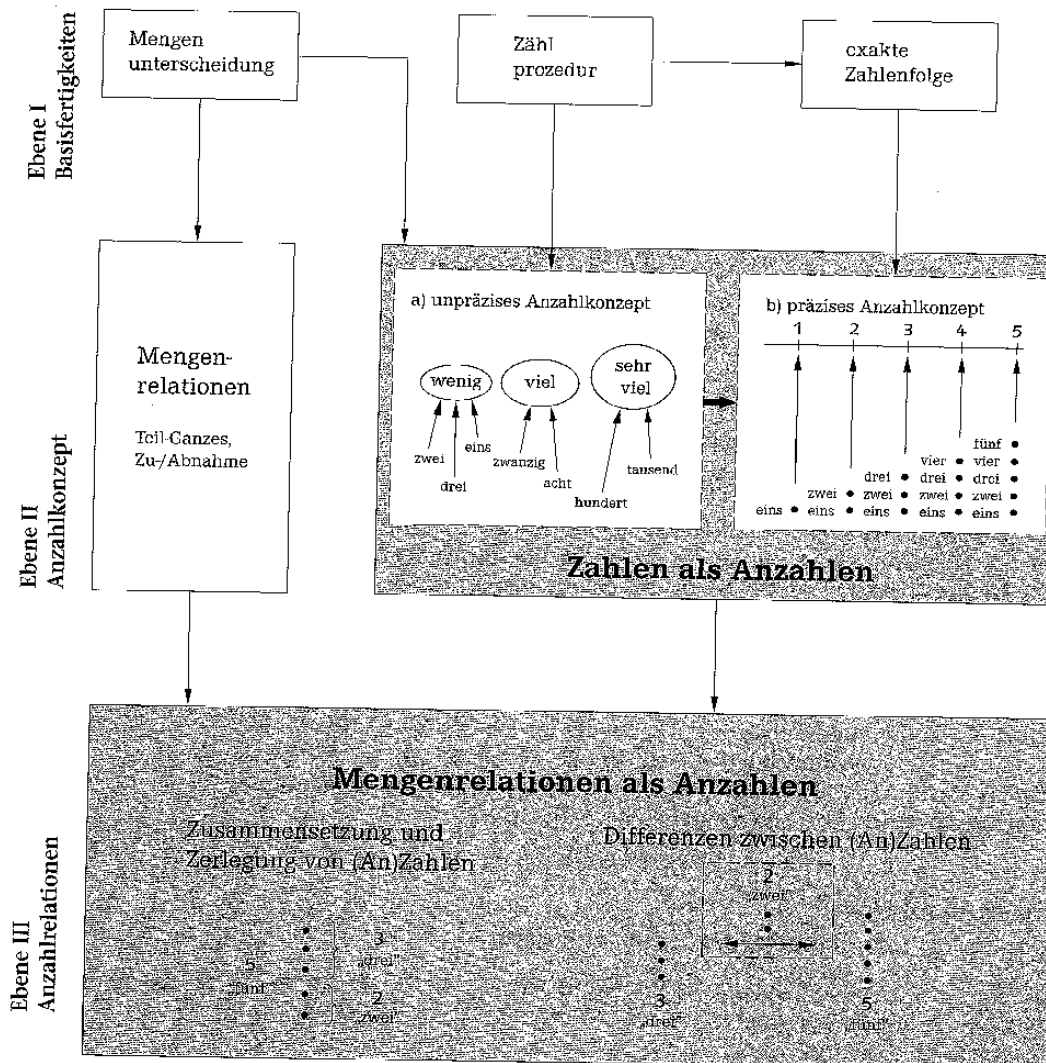 Ebene I
Basisfertigkeiten
Mengen
unterscheidung
Zähl
prozedur
exakte
Zahlenfolge
Ebene II
Anzahlkonzept
Mengen-
relationen
Teil-Ganzes,
Zu-/Abnahme
a) unpräzises Anzahlkonzept
wenig
viel
sehr
viel
zwei
drei
eins
zwanzig
acht
hundert
tausend
b) präzises Anzahlkonzept
1 2 3 4 5
fünf
vier vier
drei drei drei
zwei zwei zwei zwei
eins eins eins eins eins
Zahlen als Anzahlen
Ebene III
Anzahlrelationen
Mengenrelationen als Anzahlen
Zusammensetzung und
Zerlegung von (An)Zahlen
5
„fünf“
3
„drei“
2
„zwei“
Differenzen zwischen (An)Zahlen
2
„zwei“
3
„drei“
5
„fünf“